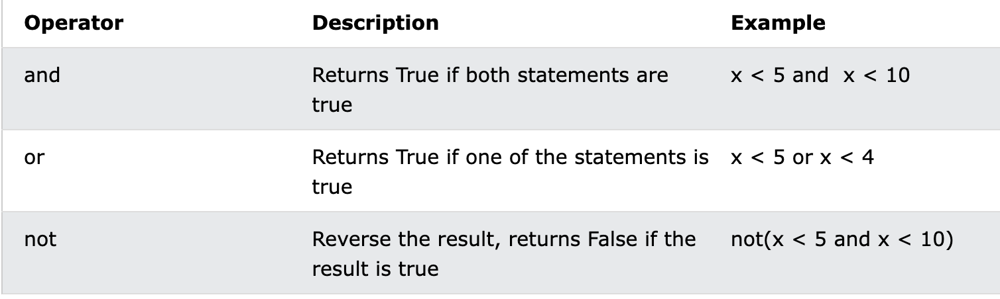 Operator Description Example
and Returns True if both statements are x < 5 and  x < 10
true
or Returns True if one of the statements is x < 5 or x < 4
true
not Reverse the result, returns False if the not(x < 5 and x < 10)
result is true